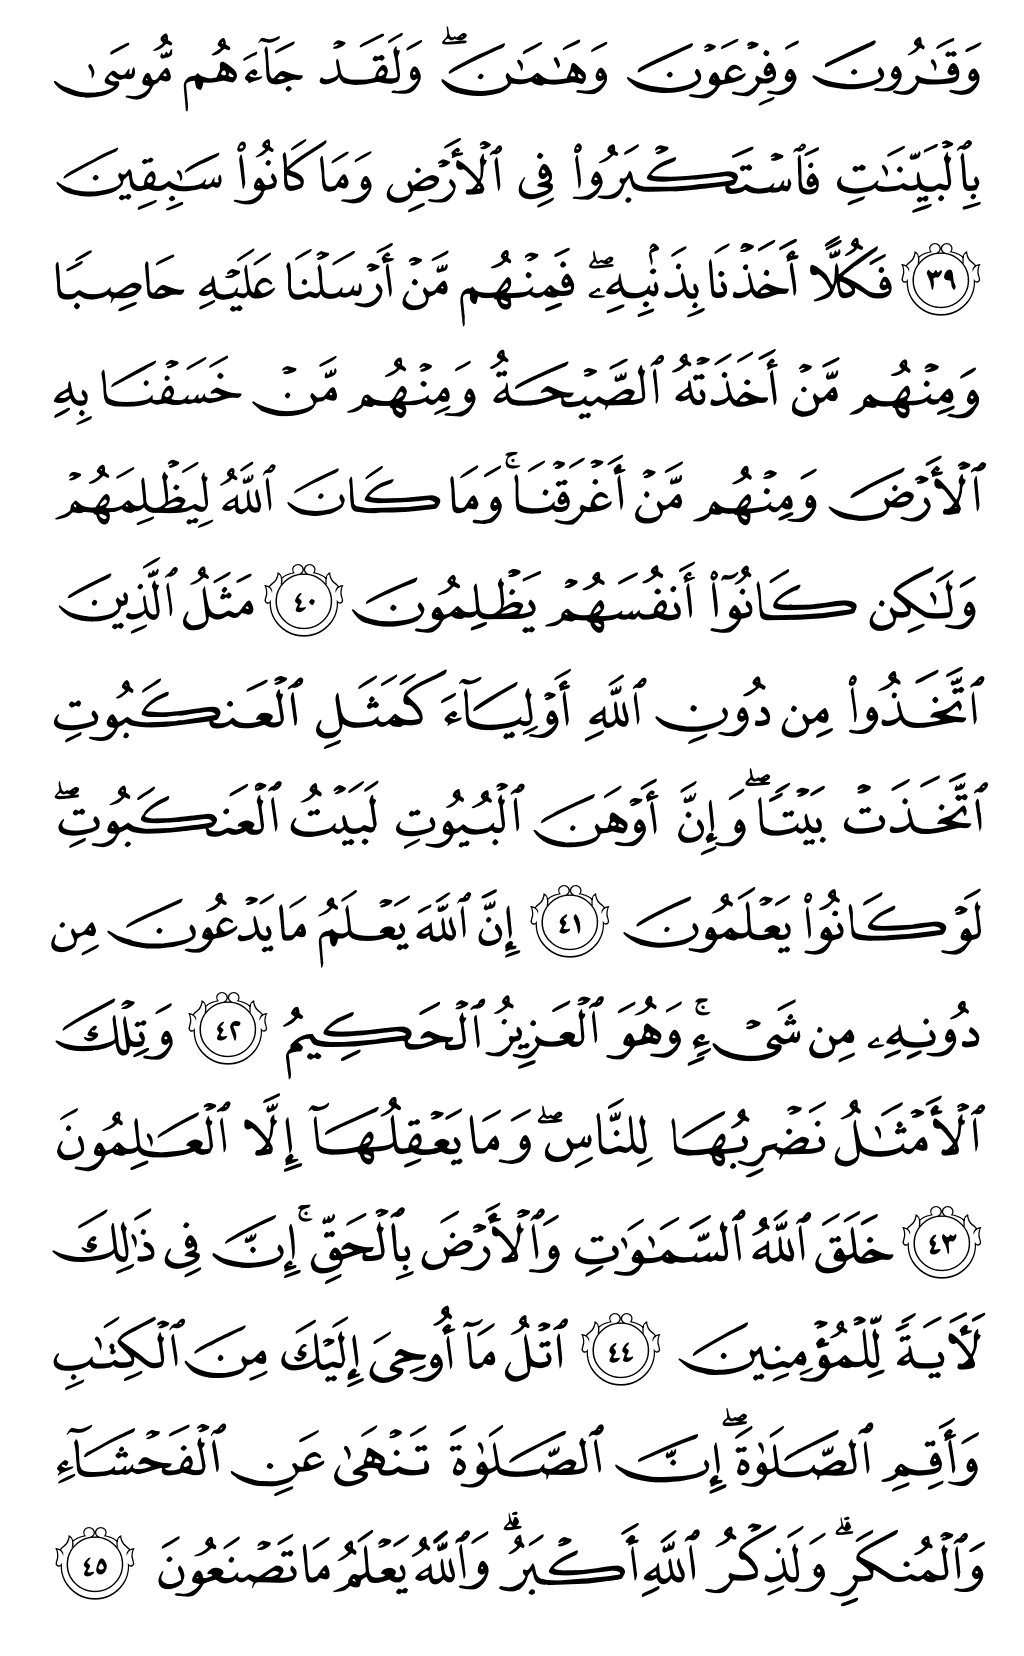 وَقَٰرُونَ وَفِرۡعَوۡنَ وَهَٰمَٰنَۖ وَلَقَدۡ جَآءَهُم مُّوسَىٰ
بِٱلۡبَيِّنَٰتِ فَٱسۡتَكۡبَرُواْ فِي ٱلۡأَرۡضِ وَمَا كَانُواْ سَٰبِقِينَ
٣٩ فَكُلًّا أَخَذۡنَا بِذَنۢبِهِۦۖ فَمِنۡهُم مَّنۡ أَرۡسَلۡنَا عَلَيۡهِ حَاصِبٗا
وَمِنۡهُم مَّنۡ أَخَذَتۡهُ ٱلصَّيۡحَةُ وَمِنۡهُم مَّنۡ خَسَفۡنَا بِهِ
ٱلۡأَرۡضَ وَمِنۡهُم مَّنۡ أَغۡرَقۡنَاۚ وَمَا كَانَ ٱللَّهُ لِيَظۡلِمَهُمۡ
وَلَٰكِن كَانُوٓاْ أَنفُسَهُمۡ يَظۡلِمُونَ ٤٠ مَثَلُ ٱلَّذِينَ
ٱتَّخَذُواْ مِن دُونِ ٱللَّهِ أَوۡلِيَآءَ كَمَثَلِ ٱلۡعَنكَبُوتِ
ٱتَّخَذَتۡ بَيۡتٗاۖ وَإِنَّ أَوۡهَنَ ٱلۡبُيُوتِ لَبَيۡتُ ٱلۡعَنكَبُوتِۖ
لَوۡ كَانُواْ يَعۡلَمُونَ ٤١ إِنَّ ٱللَّهَ يَعۡلَمُ مَا يَدۡعُونَ مِن
دُونِهِۦ مِن شَيۡءٖۚ وَهُوَ ٱلۡعَزِيزُ ٱلۡحَكِيمُ ٤٢ وَتِلۡكَ
ٱلۡأَمۡثَٰلُ نَضۡرِبُهَا لِلنَّاسِۖ وَمَا يَعۡقِلُهَآ إِلَّا ٱلۡعَٰلِمُونَ
٤٣ خَلَقَ ٱللَّهُ ٱلسَّمَٰوَٰتِ وَٱلۡأَرۡضَ بِٱلۡحَقِّۚ إِنَّ فِي ذَٰلِكَ
لَأٓيَةٗ لِّلۡمُؤۡمِنِينَ ٤٤ ٱتۡلُ مَآ أُوحِيَ إِلَيۡكَ مِنَ ٱلۡكِتَٰبِ
وَأَقِمِ ٱلصَّلَوٰةَۖ إِنَّ ٱلصَّلَوٰةَ تَنۡهَىٰ عَنِ ٱلۡفَحۡشَآءِ
وَٱلۡمُنكَرِۗ وَلَذِكۡرُ ٱللَّهِ أَكۡبَرُۗ وَٱللَّهُ يَعۡلَمُ مَا تَصۡنَعُونَ ٤٥